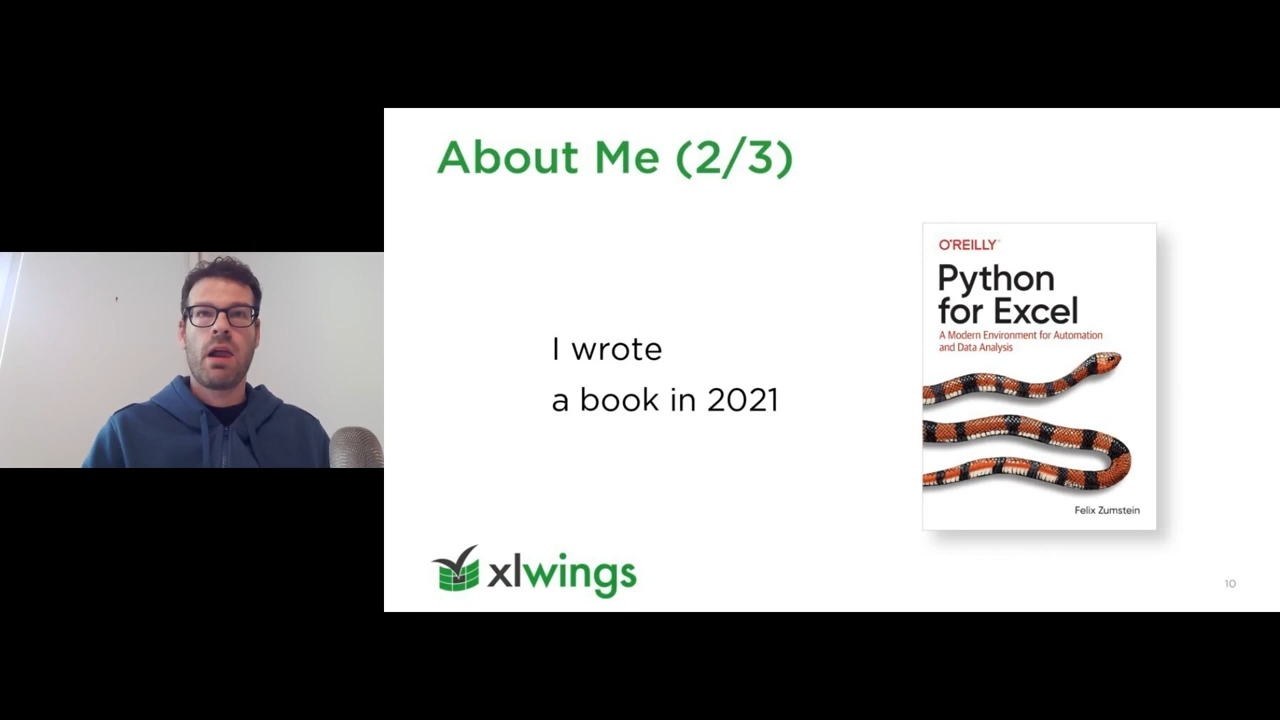 About Me (2/3)
I wrote
a book in 2021
O'REILLY
Python
for Excel
A Modern Environment for Automation
and Data Analysis
Felix Zumstein
xlwings
10